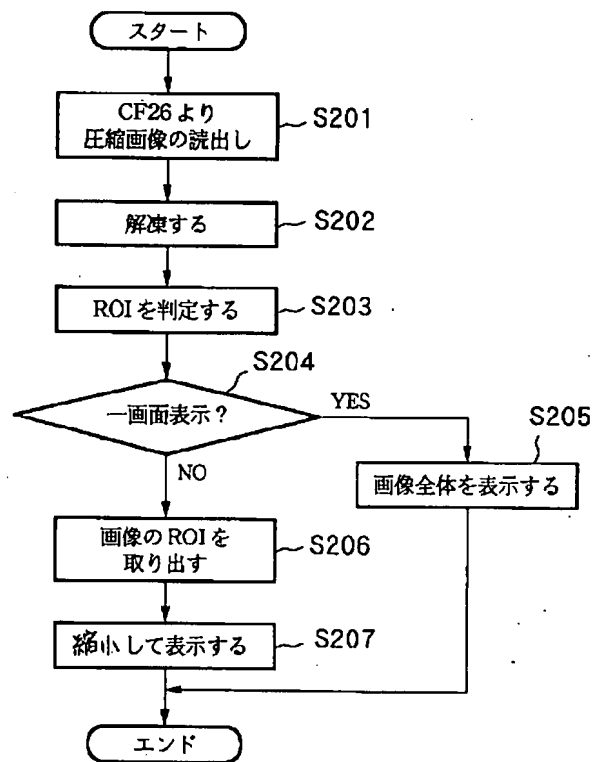 スタート
CF26より
圧縮画像の読出し
S201
解凍する
S202
ROIを判定する
S203
S204
一画面表示？
YES
S205
画像全体を表示する
NO
画像のROIを
取り出す
S206
縮小して表示する
S207
エンド